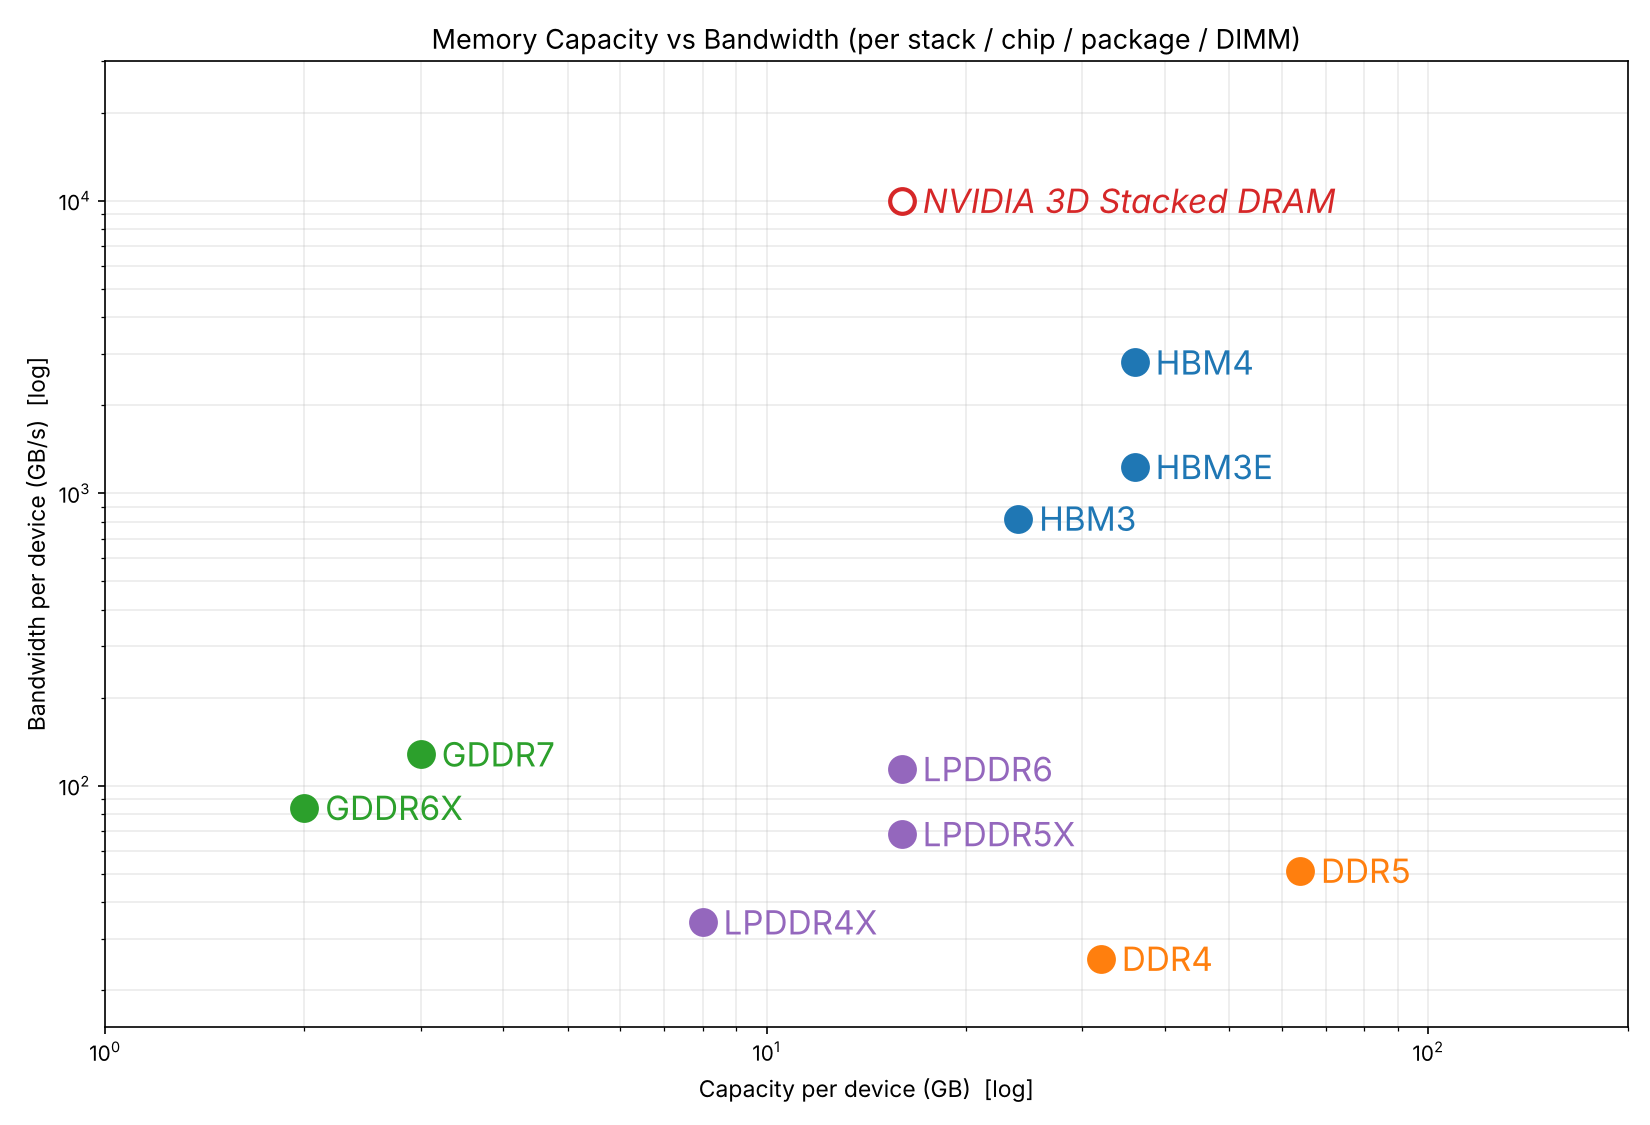 Memory Capacity vs Bandwidth (per stack / chip / package / DIMM)
Bandwidth per device (GB/s) [log]
10⁴
10³
10²
NVIDIA 3D Stacked DRAM
HBM4
HBM3E
HBM3
GDDR7
LPDDR6
GDDR6X
LPDDR5X
DDR5
LPDDR4X
DDR4
10⁰
10¹
10²
Capacity per device (GB) [log]